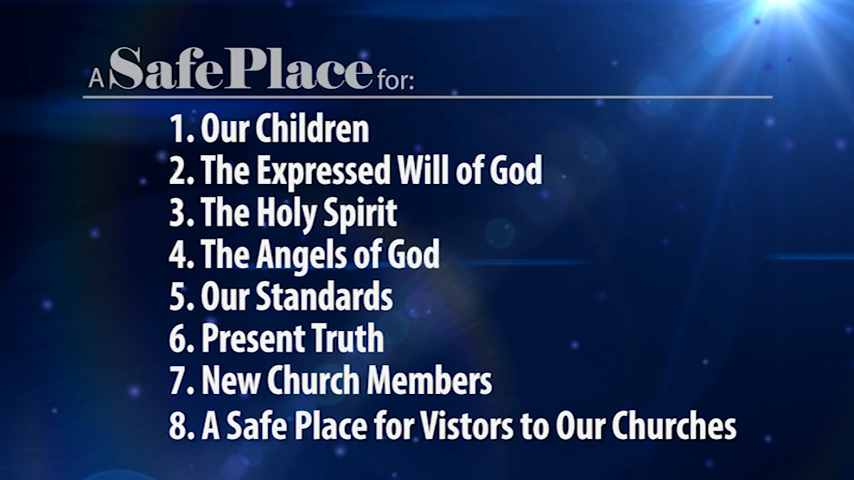 A Safe Place for:
1. Our Children
2. The Expressed Will of God
3. The Holy Spirit
4. The Angels of God
5. Our Standards
6. Present Truth
7. New Church Members
8. A Safe Place for Vistors to Our Churches